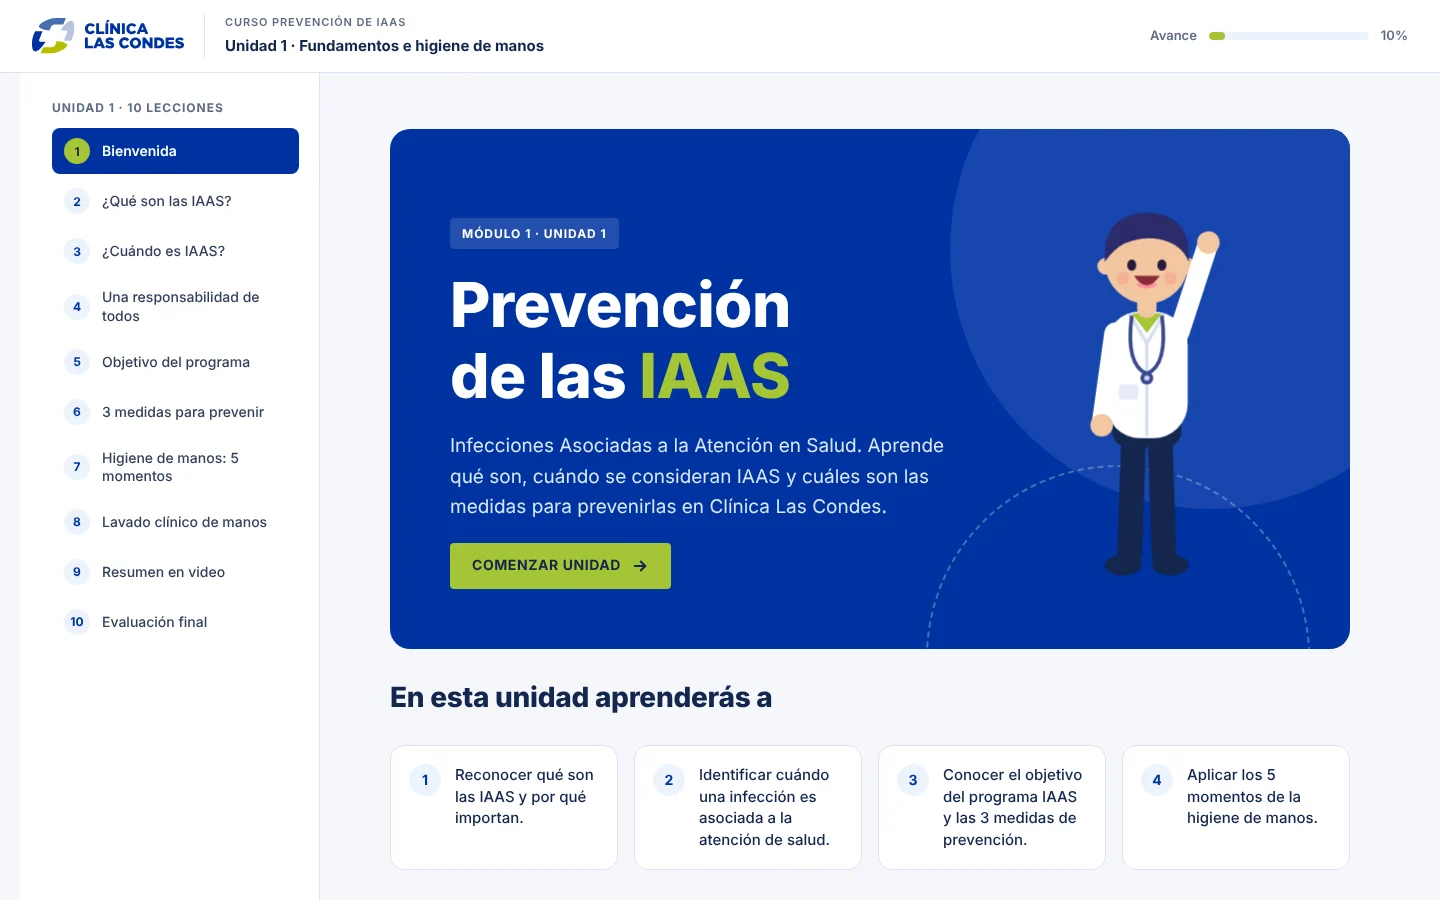 CLÍNICA
LAS CONDES
CURSO PREVENCIÓN DE IAAS
Unidad 1 · Fundamentos e higiene de manos
Avance
10%
UNIDAD 1 · 10 LECCIONES
1 Bienvenida
2 ¿Qué son las IAAS?
3 ¿Cuándo es IAAS?
4 Una responsabilidad de
todos
5 Objetivo del programa
6 3 medidas para prevenir
7 Higiene de manos: 5
momentos
8 Lavado clínico de manos
9 Resumen en video
10 Evaluación final
MÓDULO 1 · UNIDAD 1
Prevención
de las IAAS
Infecciones Asociadas a la Atención en Salud. Aprende
qué son, cuándo se consideran IAAS y cuáles son las
medidas para prevenirlas en Clínica Las Condes.
COMENZAR UNIDAD →
En esta unidad aprenderás a
1 Reconocer qué son
las IAAS y por qué
importan.
2 Identificar cuándo
una infección es
asociada a la
atención de salud.
3 Conocer el objetivo
del programa IAAS
y las 3 medidas de
prevención.
4 Aplicar los 5
momentos de la
higiene de manos.